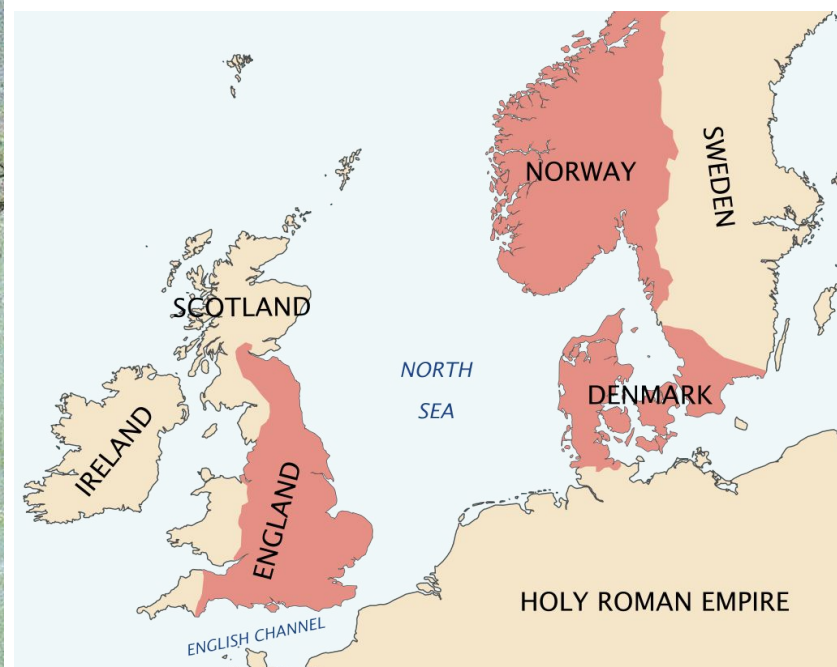 NORWAY
SWEDEN
SCOTLAND
NORTH
SEA
DENMARK
IRELAND
ENGLAND
HOLY ROMAN EMPIRE
ENGLISH CHANNEL